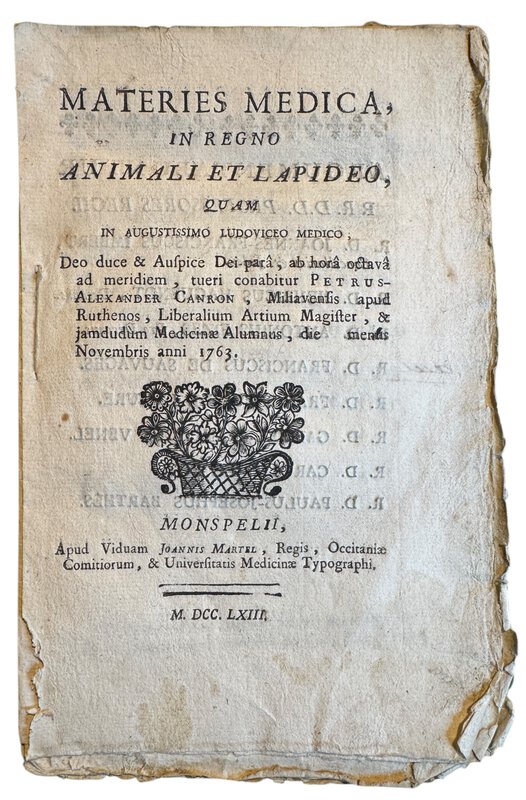 MATERIES MEDICA,
IN REGNO
ANIMALI ET LAPIDEO,
QUAM
IN AUGUSTISSIMO LUDOVICEO MEDICO,
Deo duce & Auſpice Dei-parâ, ab horâ octavâ
ad meridiem, tueri conabitur PETRUS-
ALEXANDER CANRON, Miliavenſis apud
Ruthenos, Liberalium Artium Magiſter, &
jamdudum Medicinæ Alumnus, die menſis
Novembris anni 1763.
MONSPELII,
Apud Viduam JOANNIS MARTEL, Regis, Occitaniæ
Comitiorum, & Univerſitatis Medicinæ Typographi.
M. DCC. LXIII.